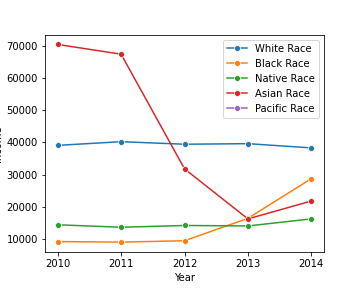 70000
60000
50000
40000
30000
20000
10000
White Race
Black Race
Native Race
Asian Race
Pacific Race
2010 2011 2012 2013 2014
Year